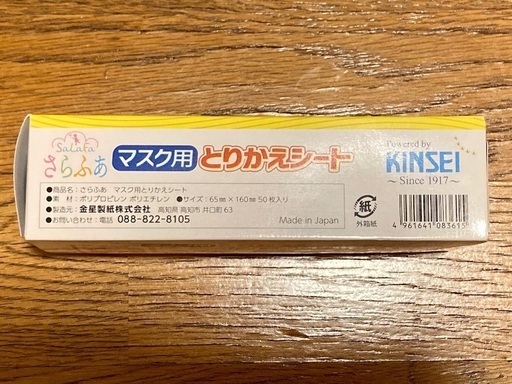 SaLaFa
さらふあ
マスク用 とりかえシート
Powered by
KINSEI
～Since 1917～
●商品名：さらふあ マスク用とりかえシート
●素 材：ポリプロピレン ポリエチレン ●サイズ：65㎜×160㎜ 50枚入り
●製造元：金星製紙株式会社 高知県 高知市 井口町 63
●お問い合わせ：電話 088-822-8105
Made in Japan
紙
外箱紙
4 961641 083615